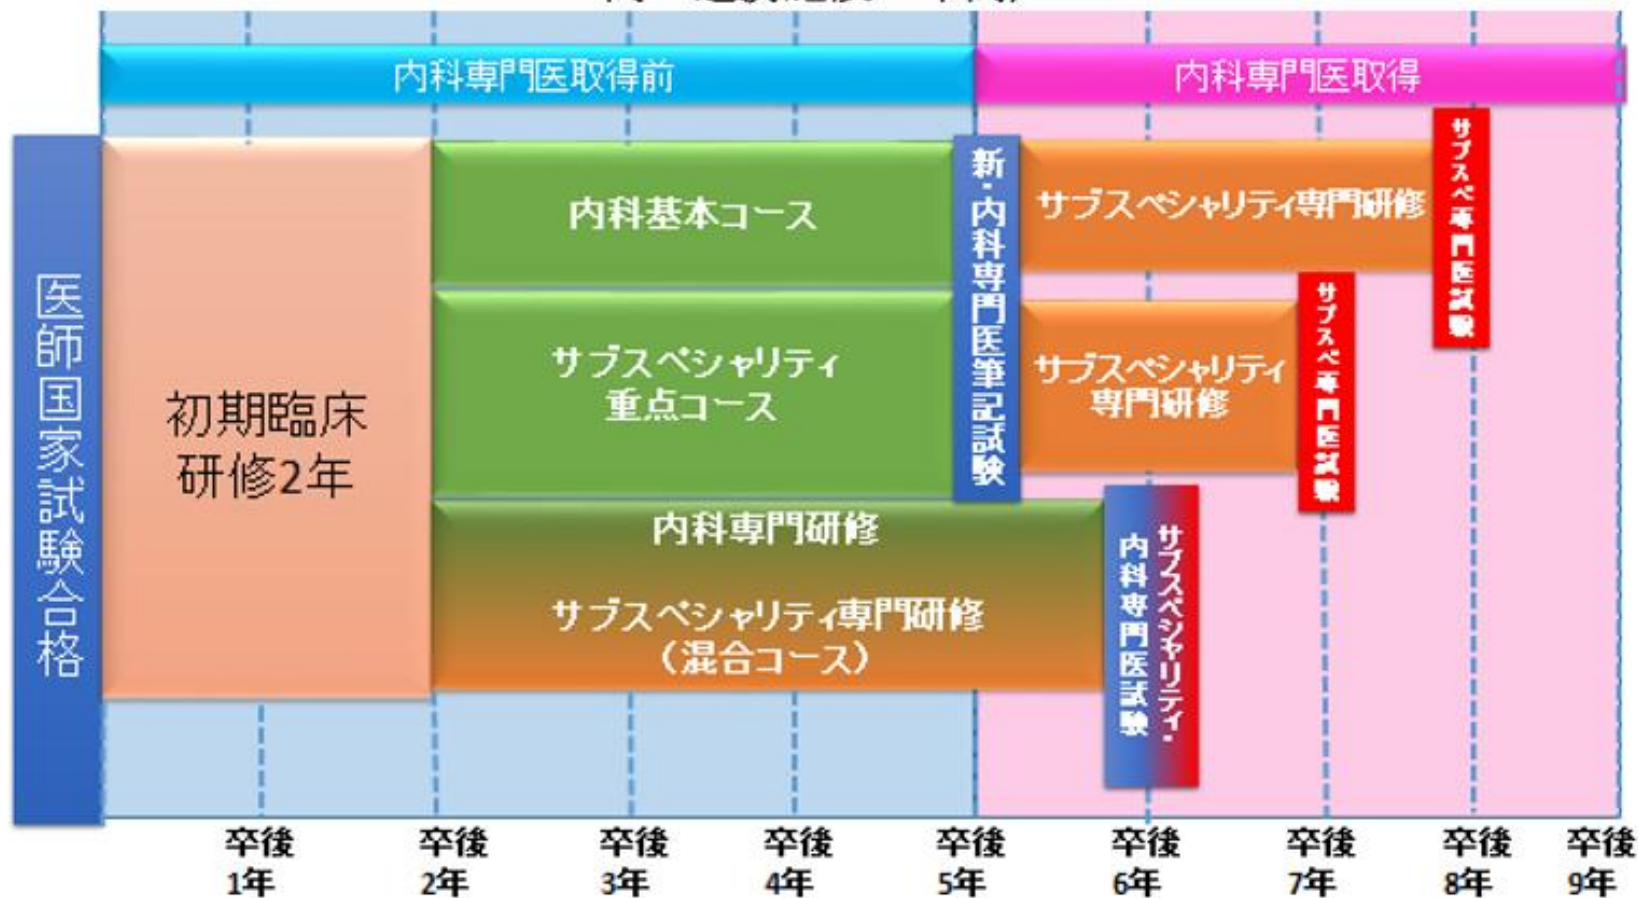 内科専門医取得前
内科専門医取得
医師国家試験合格
初期臨床
研修2年
内科基本コース
サブスペシャリティ
重点コース
内科専門研修
サブスペシャリティ専門研修
（混合コース）
新・内科専門医筆記試験
サブスペシャリティ専門研修
サブスペ専門医試験
サブスペシャリティ
専門研修
サブスペ専門医試験
サブスペシャリティ・
内科専門医試験
卒後
1年
卒後
2年
卒後
3年
卒後
4年
卒後
5年
卒後
6年
卒後
7年
卒後
8年
卒後
9年